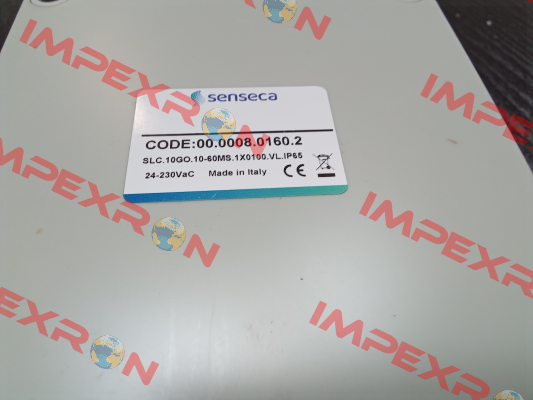 IMPEXRON
senseca
CODE:00.0008.0160.2
SLC.10GO.10-60MS.1X0100.VL.IP65
24-230VaC Made in Italy CE
IMPEXRON
IMPEXRON
IMPEXRON
IMPEXRON
IMPEXRON